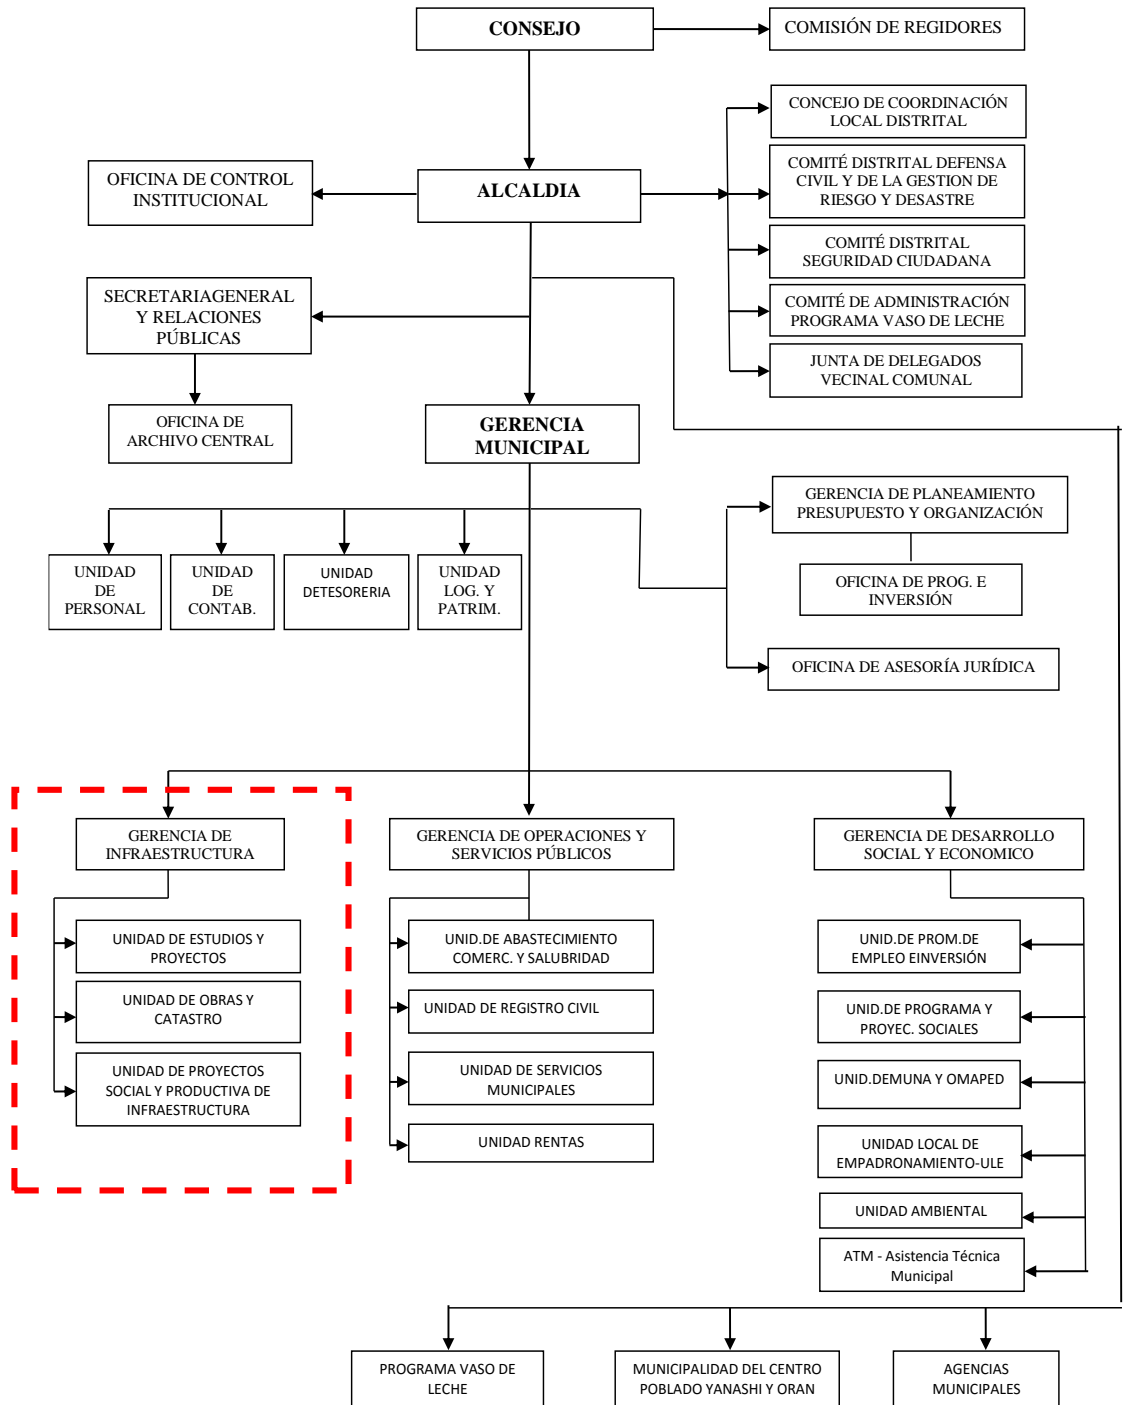 CONSEJO
COMISIÓN DE REGIDORES
CONCEJO DE COORDINACIÓN
LOCAL DISTRITAL
OFICINA DE CONTROL
INSTITUCIONAL
ALCALDIA
COMITÉ DISTRITAL DEFENSA
CIVIL Y DE LA GESTION DE
RIESGO Y DESASTRE
COMITÉ DISTRITAL
SEGURIDAD CIUDADANA
SECRETARIAGENERAL
Y RELACIONES
PÚBLICAS
COMITÉ DE ADMINISTRACIÓN
PROGRAMA VASO DE LECHE
JUNTA DE DELEGADOS
VECINAL COMUNAL
OFICINA DE
ARCHIVO CENTRAL
GERENCIA
MUNICIPAL
GERENCIA DE PLANEAMIENTO
PRESUPUESTO Y ORGANIZACIÓN
UNIDAD
DE
PERSONAL
UNIDAD
DE
CONTAB.
UNIDAD
DETESORERIA
UNIDAD
LOG. Y
PATRIM.
OFICINA DE PROG. E
INVERSIÓN
OFICINA DE ASESORÍA JURÍDICA
GERENCIA DE
INFRAESTRUCTURA
GERENCIA DE OPERACIONES Y
SERVICIOS PÚBLICOS
GERENCIA DE DESARROLLO
SOCIAL Y ECONOMICO
UNIDAD DE ESTUDIOS Y
PROYECTOS
UNID.DE ABASTECIMIENTO
COMERC. Y SALUBRIDAD
UNID.DE PROM.DE
EMPLEO EINVERSIÓN
UNIDAD DE OBRAS Y
CATASTRO
UNIDAD DE REGISTRO CIVIL
UNID.DE PROGRAMA Y
PROYEC. SOCIALES
UNIDAD DE PROYECTOS
SOCIAL Y PRODUCTIVA DE
INFRAESTRUCTURA
UNIDAD DE SERVICIOS
MUNICIPALES
UNID.DEMUNA Y OMAPED
UNIDAD RENTAS
UNIDAD LOCAL DE
EMPADRONAMIENTO-ULE
UNIDAD AMBIENTAL
ATM - Asistencia Técnica
Municipal
PROGRAMA VASO DE
LECHE
MUNICIPALIDAD DEL CENTRO
POBLADO YANASHI Y ORAN
AGENCIAS
MUNICIPALES